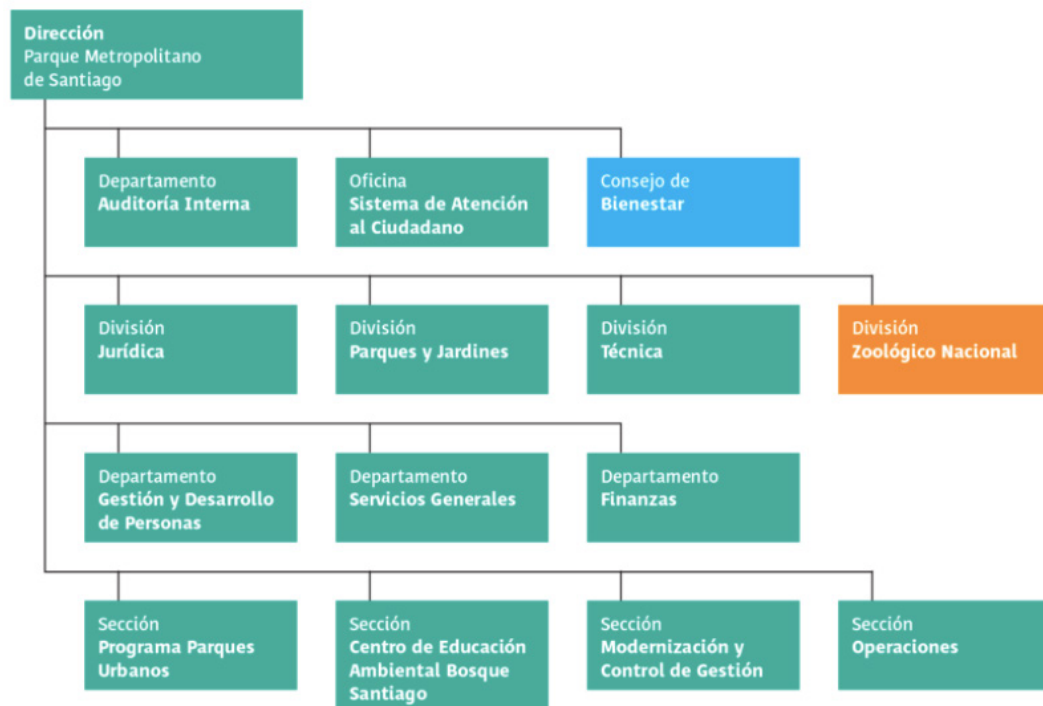 Dirección
Parque Metropolitano
de Santiago
Departamento
Auditoría Interna
Oficina
Sistema de Atención
al Ciudadano
Consejo de
Bienestar
División
Jurídica
División
Parques y Jardines
División
Técnica
División
Zoológico Nacional
Departamento
Gestión y Desarrollo
de Personas
Departamento
Servicios Generales
Departamento
Finanzas
Sección
Programa Parques
Urbanos
Sección
Centro de Educación
Ambiental Bosque
Santiago
Sección
Modernización y
Control de Gestión
Sección
Operaciones